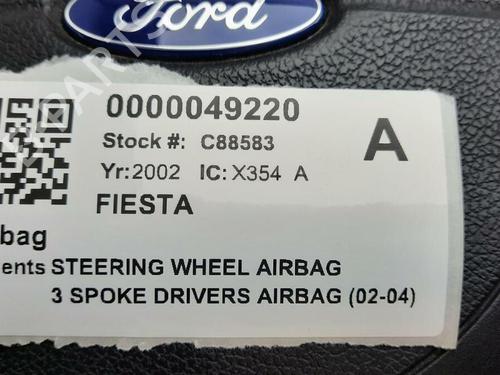 Ford
0000049220
Stock #: C88583
A
Yr:2002 IC:X354 A
FIESTA
bag
ents STEERING WHEEL AIRBAG
3 SPOKE DRIVERS AIRBAG (02-04)